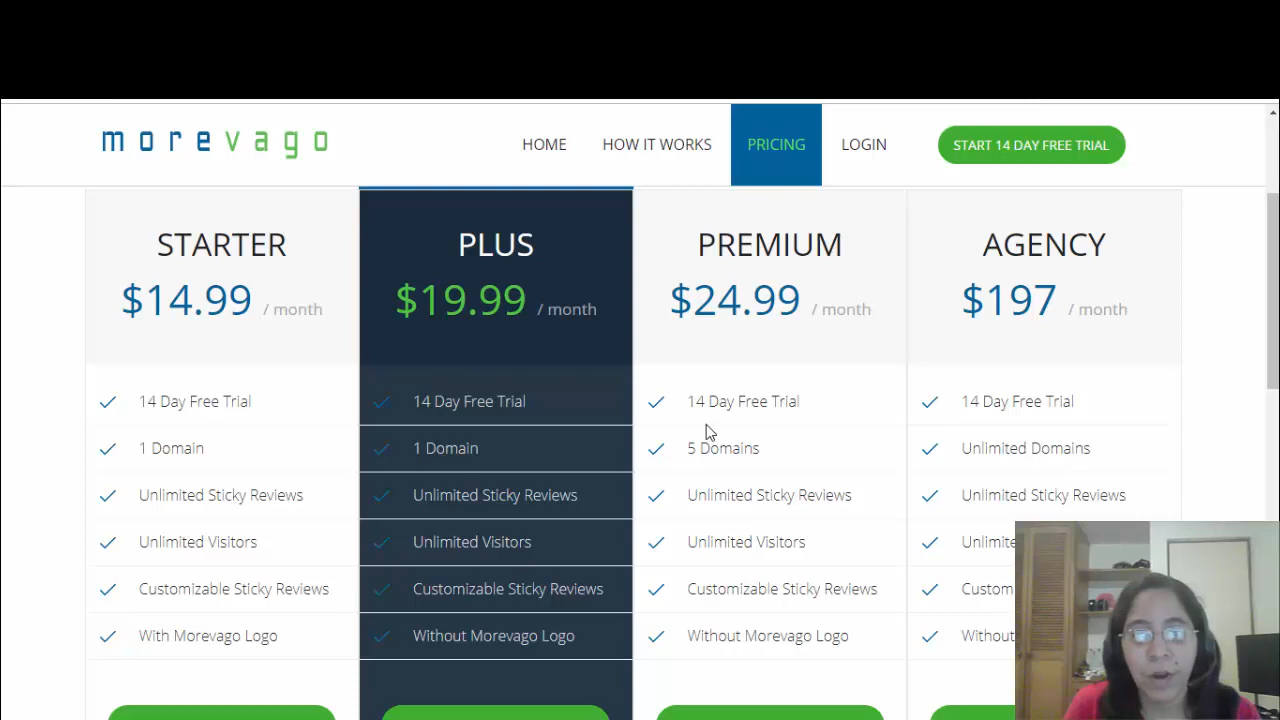 morevago
HOME
HOW IT WORKS
PRICING
LOGIN
START 14 DAY FREE TRIAL
STARTER
$14.99 / month
14 Day Free Trial
1 Domain
Unlimited Sticky Reviews
Unlimited Visitors
Customizable Sticky Reviews
With Morevago Logo
PLUS
$19.99 / month
14 Day Free Trial
1 Domain
Unlimited Sticky Reviews
Unlimited Visitors
Customizable Sticky Reviews
Without Morevago Logo
PREMIUM
$24.99 / month
14 Day Free Trial
5 Domains
Unlimited Sticky Reviews
Unlimited Visitors
Customizable Sticky Reviews
Without Morevago Logo
AGENCY
$197 / month
14 Day Free Trial
Unlimited Domains
Unlimited Sticky Reviews
Unlimite
Custom
Without